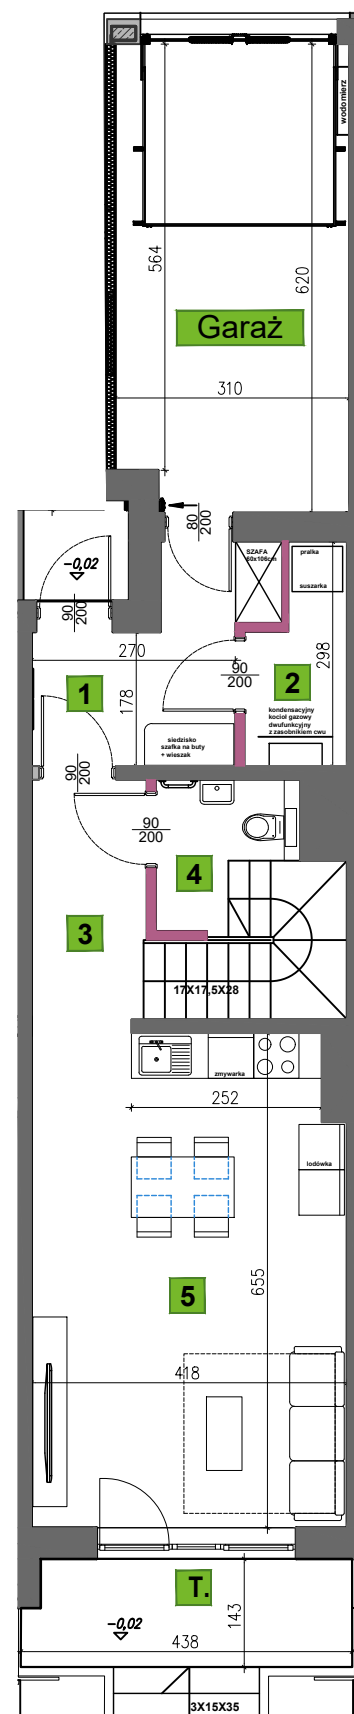 wodomierz
564
620
Garaż
310
80
200
SZAFA
60x106cm
pralka
suszarka
-0,02
90
200
270
298
178
1
90
200
2
kondensacyjny
kocioł gazowy
dwufunkcyjny
z zasobnikiem cwu
siedzisko
szafka na buty
+ wieszak
90
200
90
200
4
3
17X17,5X28
zmywarka
252
lodówka
655
5
418
T.
143
-0,02
438
3X15X35